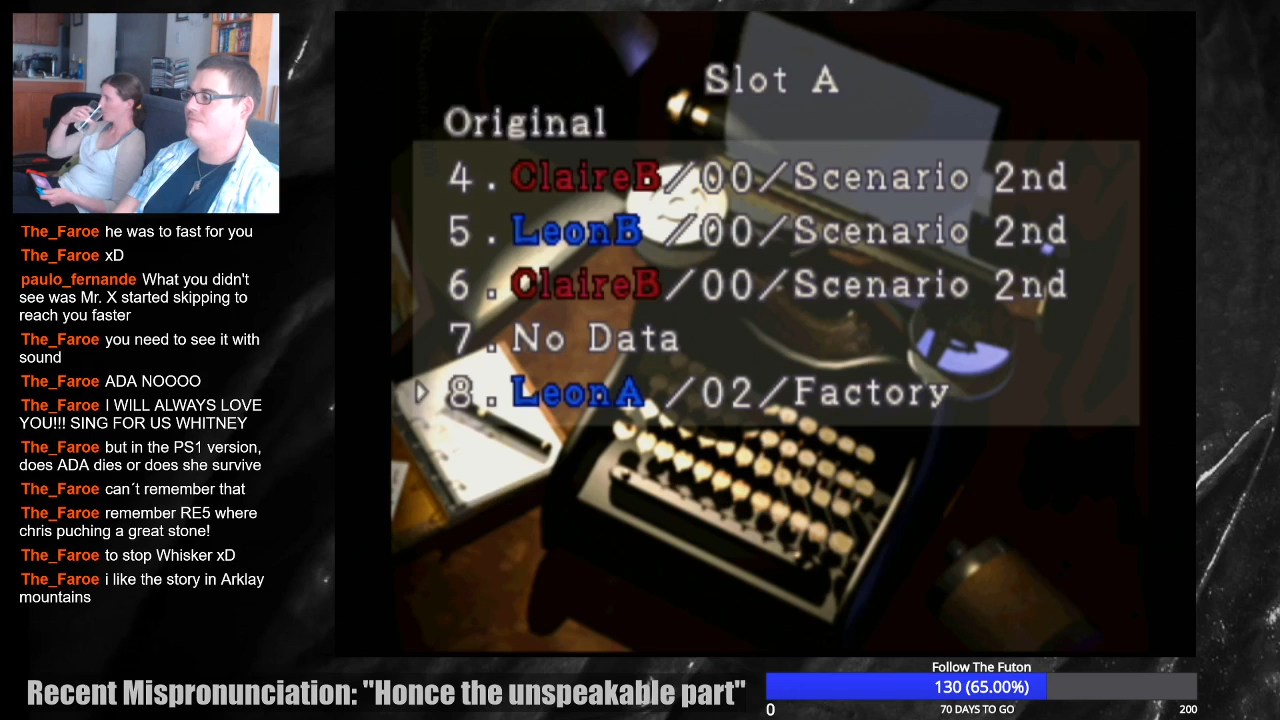 Slot A
Original
4. ClaireB/00/Scenario 2nd
5. LeonB /00/Scenario 2nd
6. ClaireB/00/Scenario 2nd
7. No Data
8. LeonA /02/Factory
The_Faroe he was to fast for you
The_Faroe xD
paulo_fernande What you didn't
see was Mr. X started skipping to
reach you faster
The_Faroe you need to see it with
sound
The_Faroe ADA NOOOO
The_Faroe I WILL ALWAYS LOVE
YOU!!! SING FOR US WHITNEY
The_Faroe but in the PS1 version,
does ADA dies or does she survive
The_Faroe can´t remember that
The_Faroe remember RE5 where
chris puching a great stone!
The_Faroe to stop Whisker xD
The_Faroe i like the story in Arklay
mountains
Recent Mispronunciation: "Honce the unspeakable part"
Follow The Futon
130 (65.00%)
0
70 DAYS TO GO
200